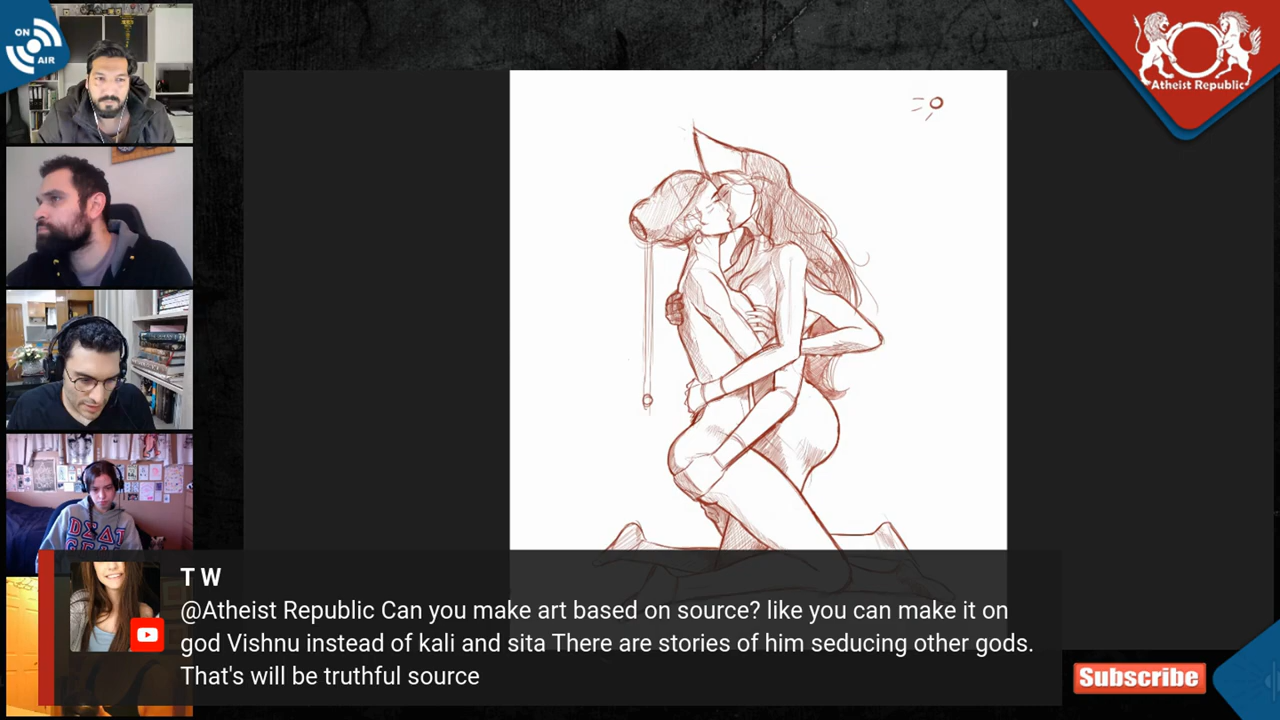 ON
AIR
Atheist Republic
T W
@Atheist Republic Can you make art based on source? like you can make it on
god Vishnu instead of kali and sita There are stories of him seducing other gods.
That's will be truthful source
Subscribe